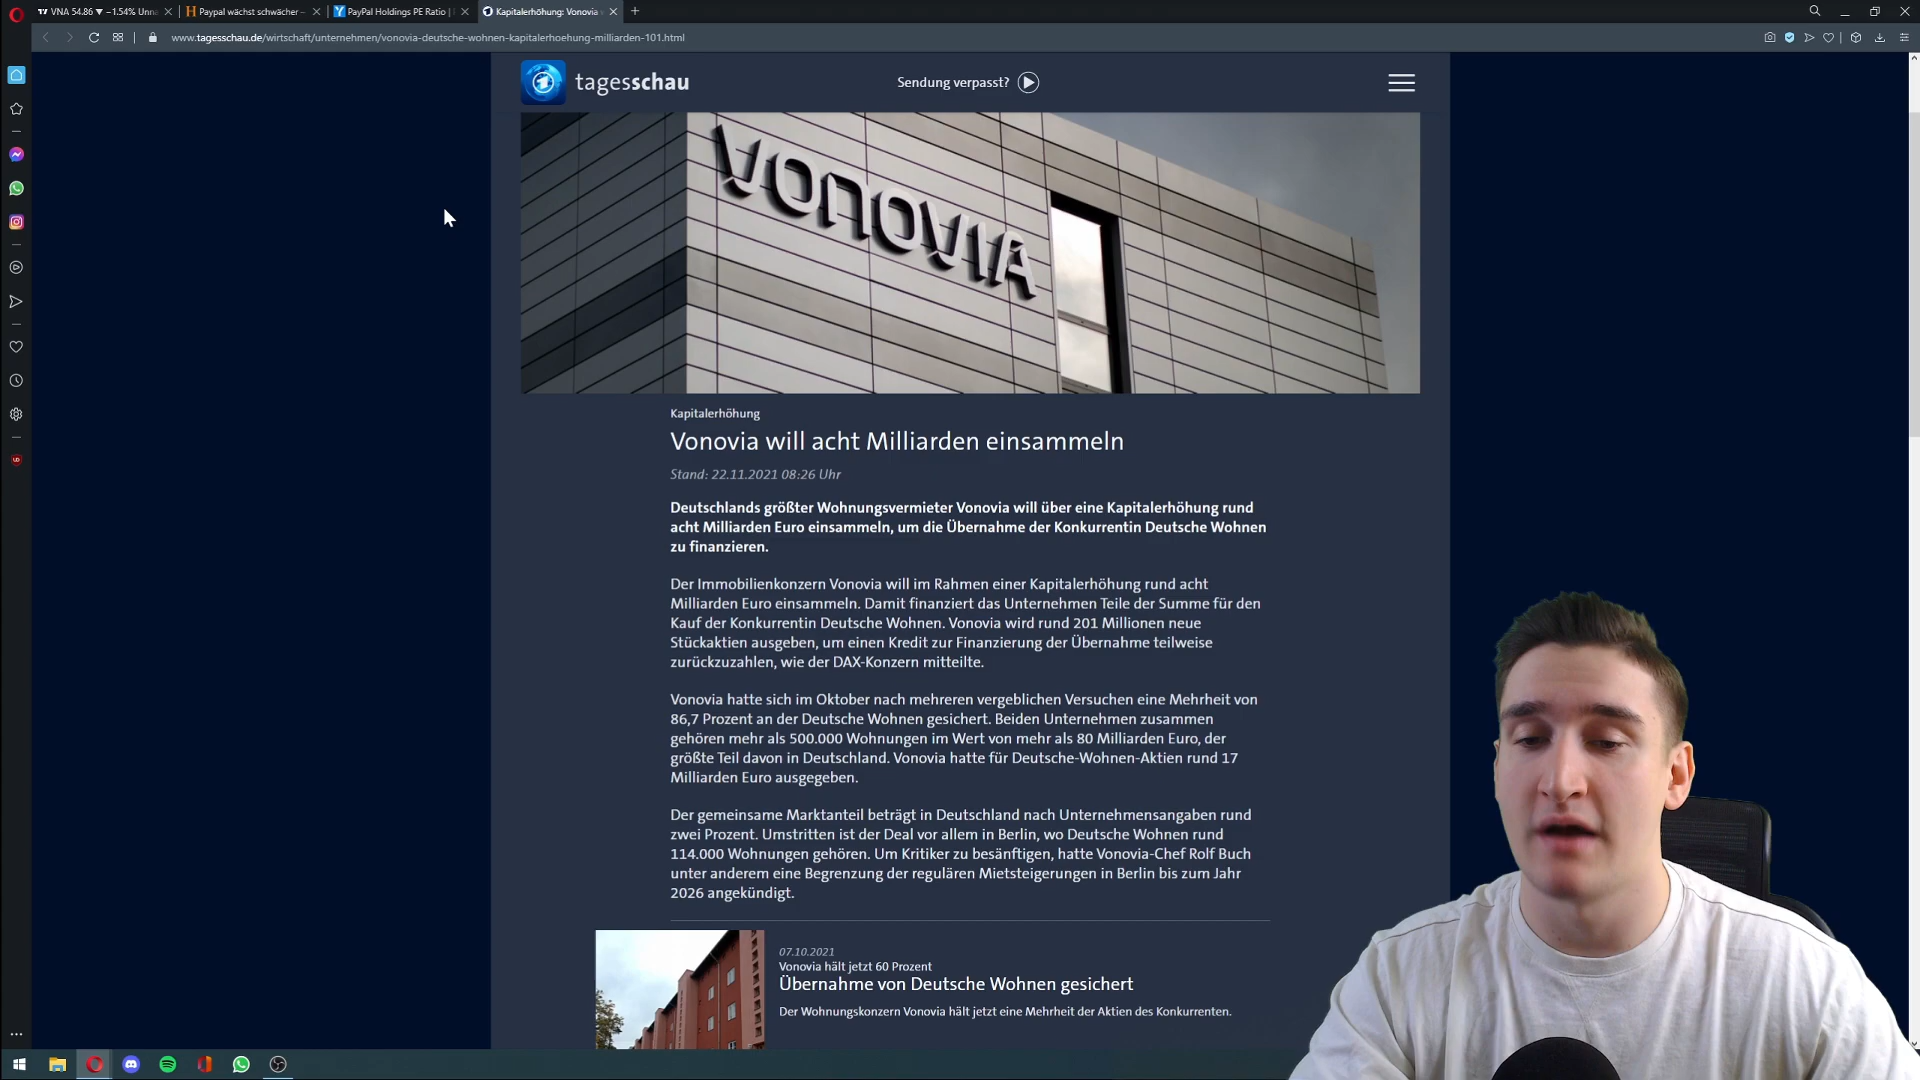 VNA 54.86 ▼ −1.54% Unna
Paypal wächst schwächer –
PayPal Holdings PE Ratio |
Kapitalerhöhung: Vonovia
www.tagesschau.de/wirtschaft/unternehmen/vonovia-deutsche-wohnen-kapitalerhoehung-milliarden-101.html
tagesschau
Sendung verpasst?
VONOVIA
Kapitalerhöhung
Vonovia will acht Milliarden einsammeln
Stand: 22.11.2021 08:26 Uhr
Deutschlands größter Wohnungsvermieter Vonovia will über eine Kapitalerhöhung rund
acht Milliarden Euro einsammeln, um die Übernahme der Konkurrentin Deutsche Wohnen
zu finanzieren.
Der Immobilienkonzern Vonovia will im Rahmen einer Kapitalerhöhung rund acht
Milliarden Euro einsammeln. Damit finanziert das Unternehmen Teile der Summe für den
Kauf der Konkurrentin Deutsche Wohnen. Vonovia wird rund 201 Millionen neue
Stückaktien ausgeben, um einen Kredit zur Finanzierung der Übernahme teilweise
zurückzuzahlen, wie der DAX-Konzern mitteilte.
Vonovia hatte sich im Oktober nach mehreren vergeblichen Versuchen eine Mehrheit von
86,7 Prozent an der Deutsche Wohnen gesichert. Beiden Unternehmen zusammen
gehören mehr als 500.000 Wohnungen im Wert von mehr als 80 Milliarden Euro, der
größte Teil davon in Deutschland. Vonovia hatte für Deutsche-Wohnen-Aktien rund 17
Milliarden Euro ausgegeben.
Der gemeinsame Marktanteil beträgt in Deutschland nach Unternehmensangaben rund
zwei Prozent. Umstritten ist der Deal vor allem in Berlin, wo Deutsche Wohnen rund
114.000 Wohnungen gehören. Um Kritiker zu besänftigen, hatte Vonovia-Chef Rolf Buch
unter anderem eine Begrenzung der regulären Mietsteigerungen in Berlin bis zum Jahr
2026 angekündigt.
07.10.2021
Vonovia hält jetzt 60 Prozent
Übernahme von Deutsche Wohnen gesichert
Der Wohnungskonzern Vonovia hält jetzt eine Mehrheit der Aktien des Konkurrenten.